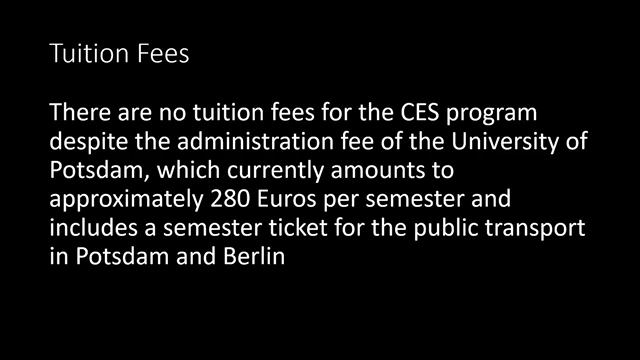 Tuition Fees
There are no tuition fees for the CES program
despite the administration fee of the University of
Potsdam, which currently amounts to
approximately 280 Euros per semester and
includes a semester ticket for the public transport
in Potsdam and Berlin